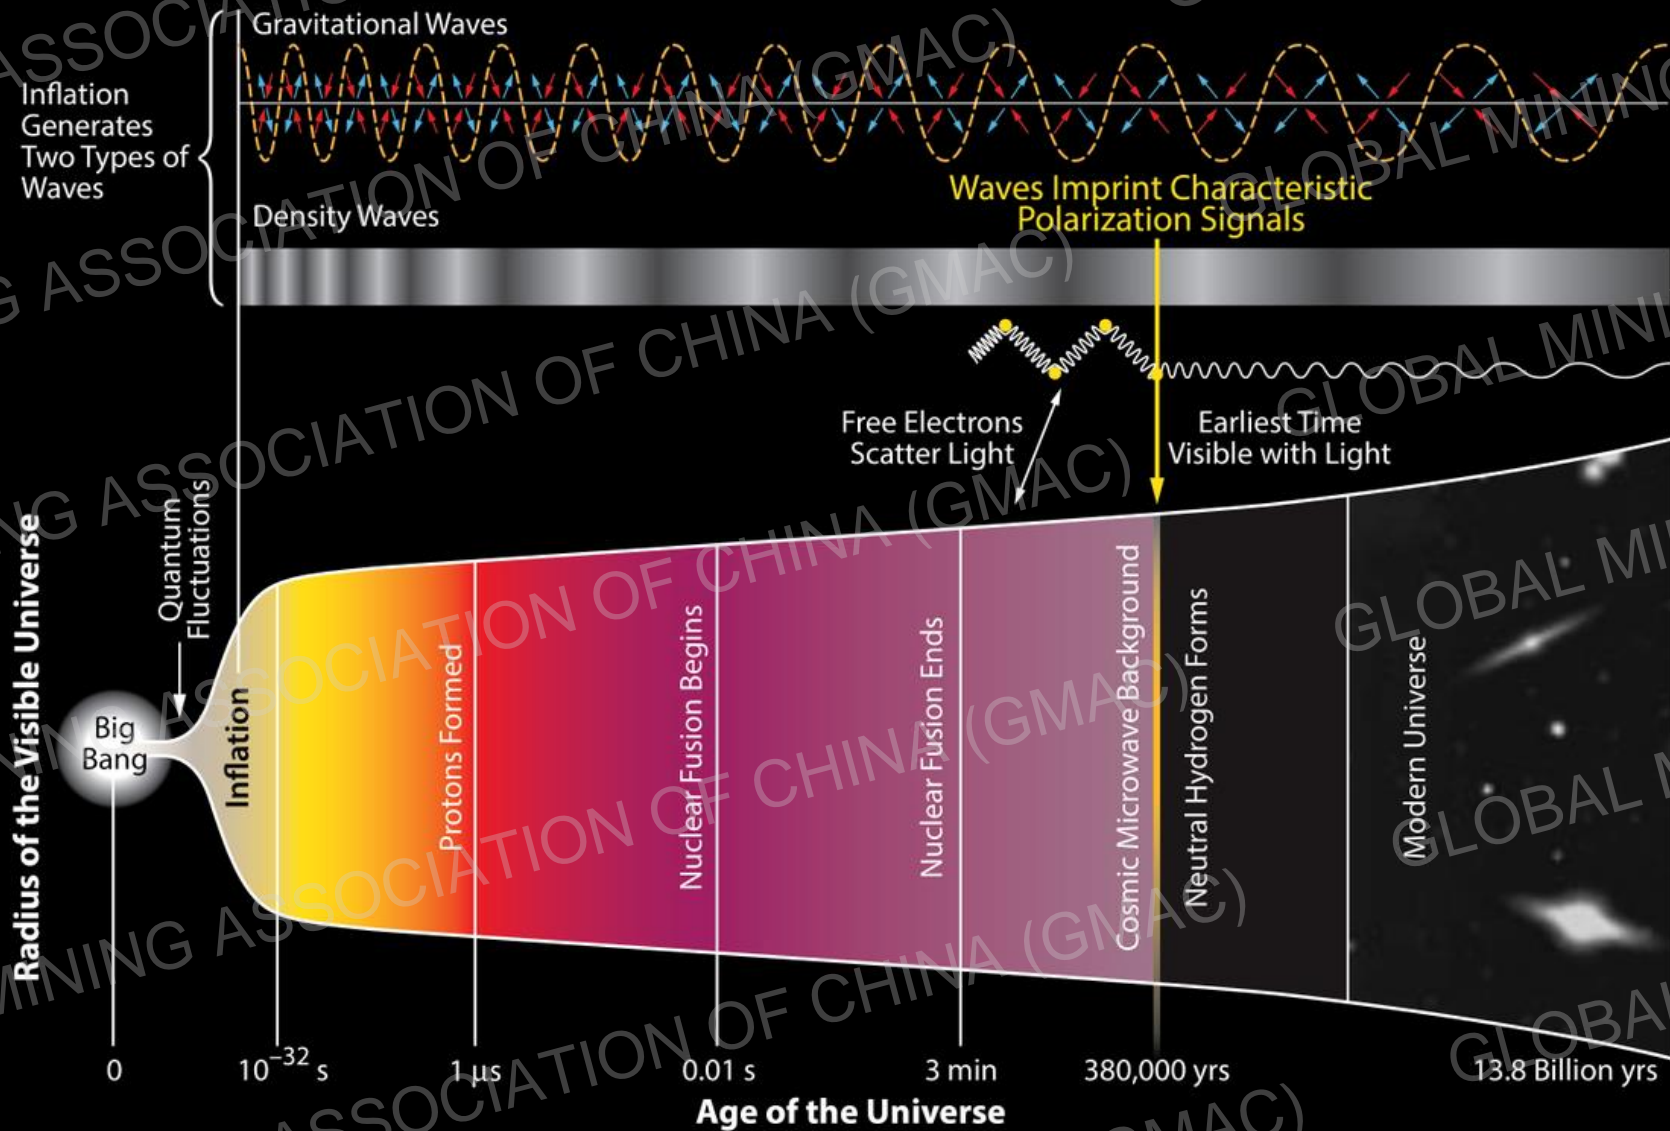 Gravitational Waves
Inflation
Generates
Two Types of
Waves
Waves Imprint Characteristic
Polarization Signals
Density Waves
Free Electrons
Scatter Light
Earliest Time
Visible with Light
Radius of the Visible Universe
Quantum
Fluctuations
Big
Bang
Inflation
Protons Formed
Nuclear Fusion Begins
Nuclear Fusion Ends
Cosmic Microwave Background
Neutral Hydrogen Forms
Modern Universe
0
10⁻³² s
1 µs
0.01 s
3 min
380,000 yrs
13.8 Billion yrs
Age of the Universe
GLOBAL MINING ASSOCIATION OF CHINA (GMAC)